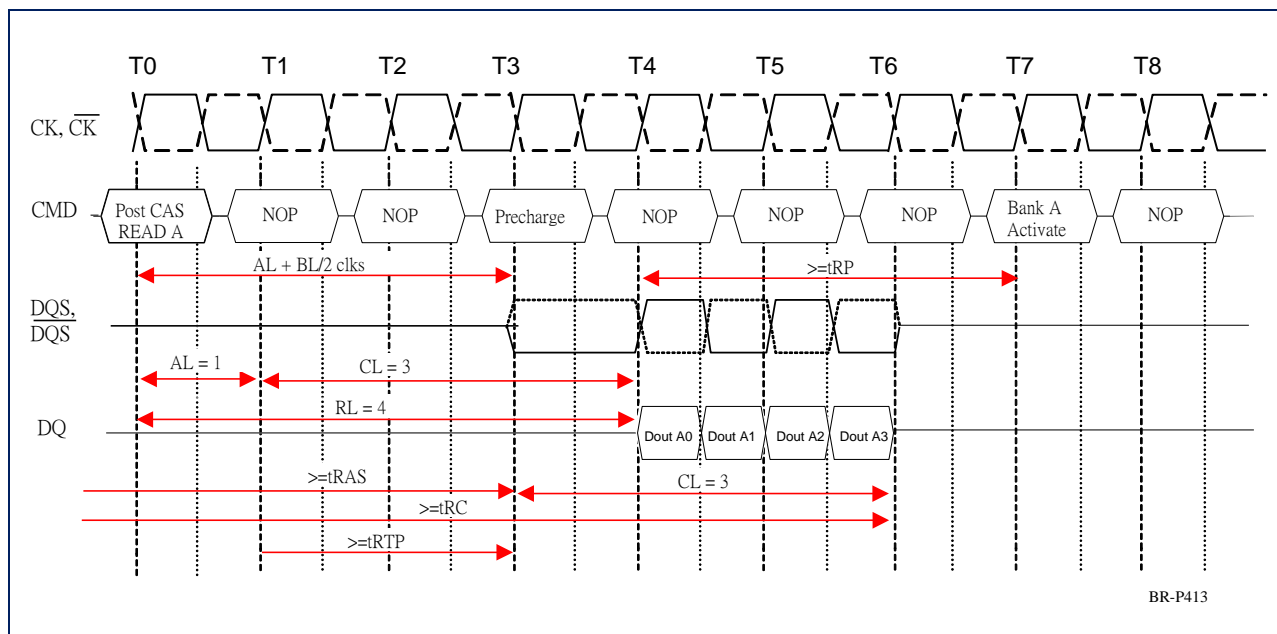 T0 T1 T2 T3 T4 T5 T6 T7 T8
CK, CK
CMD
Post CAS
READ A
NOP
NOP
Precharge
NOP
NOP
NOP
Bank A
Activate
NOP
AL + BL/2 clks
>=tRP
DQS,
DQS
AL = 1
CL = 3
RL = 4
DQ
Dout A0 Dout A1 Dout A2 Dout A3
>=tRAS
CL = 3
>=tRC
>=tRTP
BR-P413